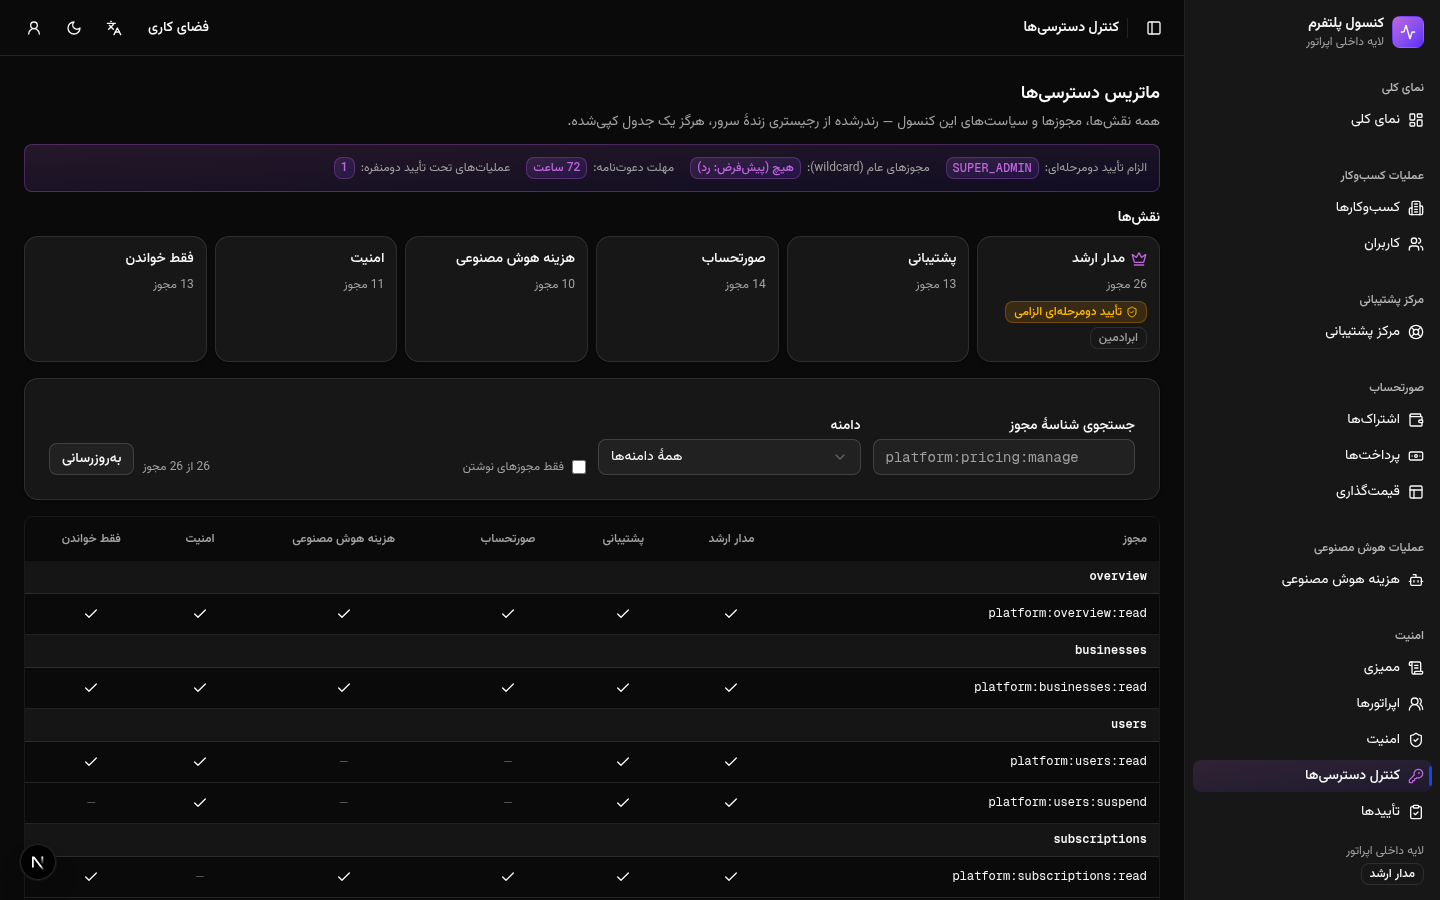 کنسول پلتفرم
لایه داخلی اپراتور
نمای کلی
نمای کلی
عملیات کسب‌وکار
کسب‌وکارها
کاربران
مرکز پشتیبانی
مرکز پشتیبانی
صورتحساب
اشتراک‌ها
پرداخت‌ها
قیمت‌گذاری
عملیات هوش مصنوعی
هزینه هوش مصنوعی
امنیت
ممیزی
اپراتورها
امنیت
کنترل دسترسی‌ها
تأییدها
لایه داخلی اپراتور
مدار ارشد
کنترل دسترسی‌ها
فضای کاری
ماتریس دسترسی‌ها
همه نقش‌ها، مجوزها و سیاست‌های این کنسول — رندرشده از رجیستری زندهٔ سرور، هرگز یک جدول کپی‌شده.
الزام تأیید دومرحله‌ای: SUPER_ADMIN مجوزهای عام (wildcard): هیچ (پیش‌فرض: رد) مهلت دعوت‌نامه: 72 ساعت عملیات‌های تحت تأیید دومنفره: 1
نقش‌ها
مدار ارشد
26 مجوز
تأیید دومرحله‌ای الزامی
ابرادمین
پشتیبانی
13 مجوز
صورتحساب
14 مجوز
هزینه هوش مصنوعی
10 مجوز
امنیت
11 مجوز
فقط خواندن
13 مجوز
جستجوی شناسهٔ مجوز
platform:pricing:manage
دامنه
همهٔ دامنه‌ها
فقط مجوزهای نوشتن
26 از 26 مجوز
به‌روزرسانی
مجوز مدار ارشد پشتیبانی صورتحساب هزینه هوش مصنوعی امنیت فقط خواندن
overview
platform:overview:read ✓ ✓ ✓ ✓ ✓ ✓
businesses
platform:businesses:read ✓ ✓ ✓ ✓ ✓ ✓
users
platform:users:read ✓ ✓ — — ✓ ✓
platform:users:suspend ✓ ✓ — — ✓ —
subscriptions
platform:subscriptions:read ✓ ✓ ✓ ✓ — ✓
N